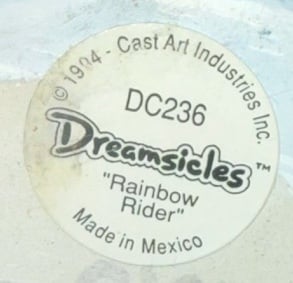 © 1994 - Cast Art Industries Inc.
DC236
Dreamsicles™
"Rainbow
Rider"
Made in Mexico